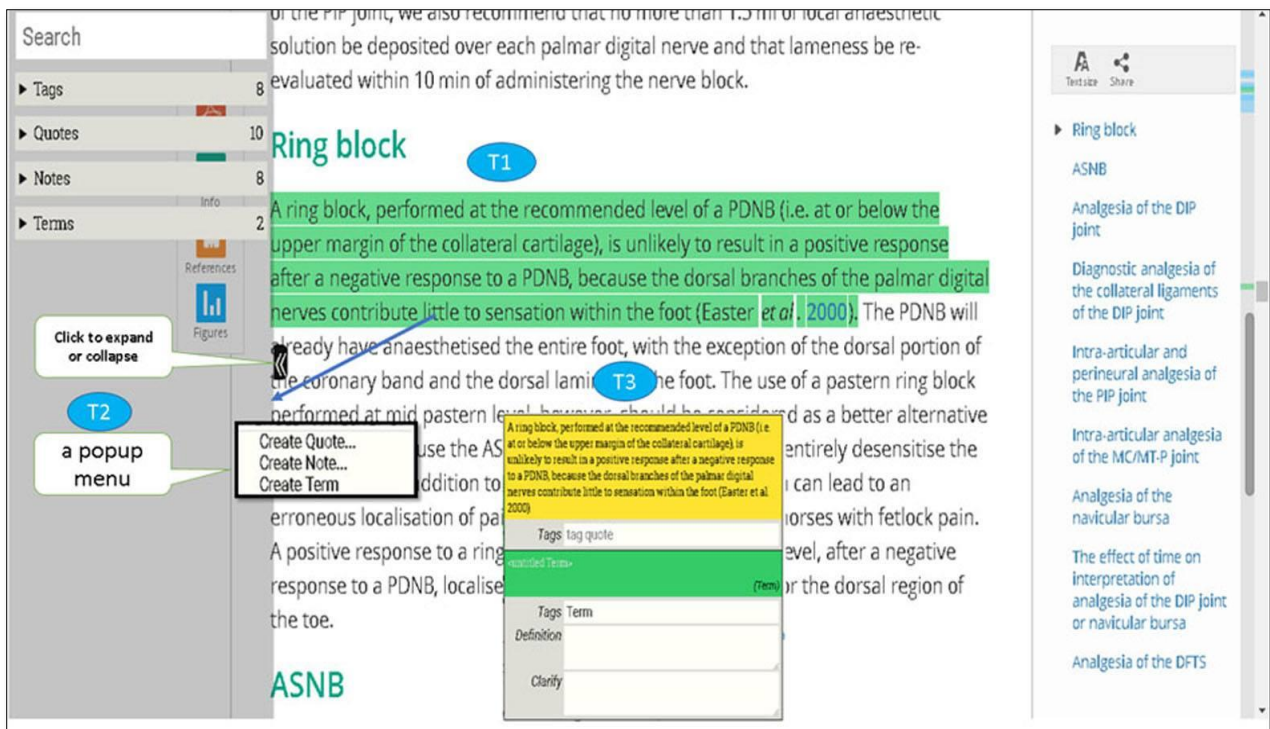 Search
▸ Tags 8
▸ Quotes 10
▸ Notes 8
▸ Terms 2
Info
References
Figures
Click to expand
or collapse
T2
a popup
menu
Create Quote...
Create Note...
Create Term
of the PIP joint, we also recommend that no more than 1.5 ml of local anaesthetic
solution be deposited over each palmar digital nerve and that lameness be re-
evaluated within 10 min of administering the nerve block.
Ring block
T1
A ring block, performed at the recommended level of a PDNB (i.e. at or below the
upper margin of the collateral cartilage), is unlikely to result in a positive response
after a negative response to a PDNB, because the dorsal branches of the palmar digital
nerves contribute little to sensation within the foot (Easter et al. 2000). The PDNB will
already have anaesthetised the entire foot, with the exception of the dorsal portion of
the coronary band and the dorsal lami he foot. The use of a pastern ring block
performed at mid pastern level, however, should be considered as a better alternative
use the AS entirely desensitise the
ddition to can lead to an
erroneous localisation of pai horses with fetlock pain.
A positive response to a ring evel, after a negative
response to a PDNB, localise or the dorsal region of
the toe.
ASNB
T3
A ring block, performed at the recommended level of a PDNB (i.e.
at or below the upper margin of the collateral cartilage), is
unlikely to result in a positive response after a negative response
to a PDNB, because the dorsal branches of the palmar digital
nerves contribute little to sensation within the foot (Easter et al.
2000)
Tags tag quote
<untitled Term>
(Term)
Tags Term
Definition
Clarify
Text size Share
▸ Ring block
ASNB
Analgesia of the DIP
joint
Diagnostic analgesia of
the collateral ligaments
of the DIP joint
Intra-articular and
perineural analgesia of
the PIP joint
Intra-articular analgesia
of the MC/MT-P joint
Analgesia of the
navicular bursa
The effect of time on
interpretation of
analgesia of the DIP joint
or navicular bursa
Analgesia of the DFTS